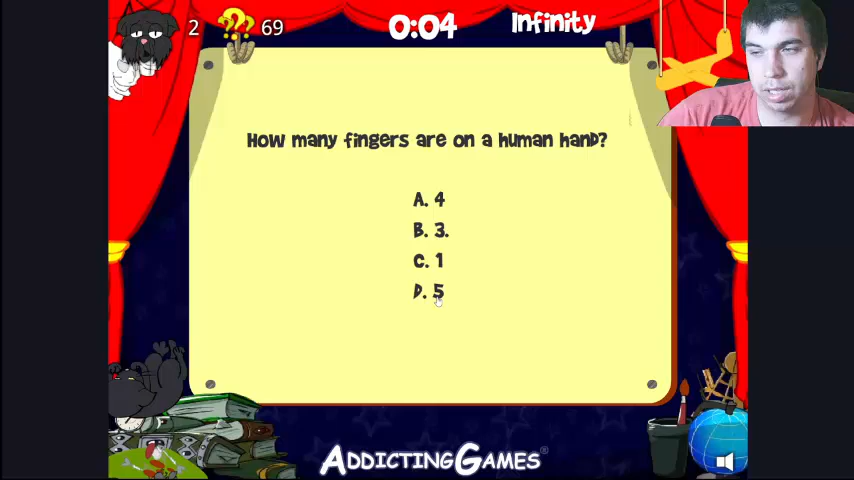 2
69
0:04
Infinity
How many fingers are on a human hand?
A. 4
B. 3.
C. 1
D. 5
AddictingGames®